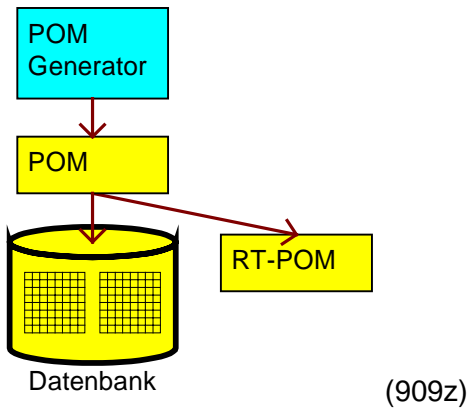 POM
Generator
POM
RT-POM
Datenbank
(909z)